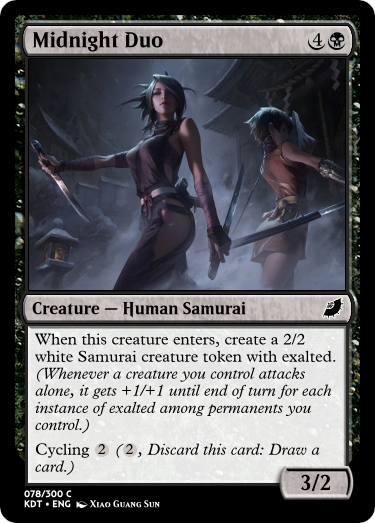 Midnight Duo 4
Creature — Human Samurai
When this creature enters, create a 2/2
white Samurai creature token with exalted.
(Whenever a creature you control attacks
alone, it gets +1/+1 until end of turn for each
instance of exalted among permanents you
control.)
Cycling 2 (2, Discard this card: Draw a
card.)
3/2
078/300 C
KDT • ENG Xiao Guang Sun